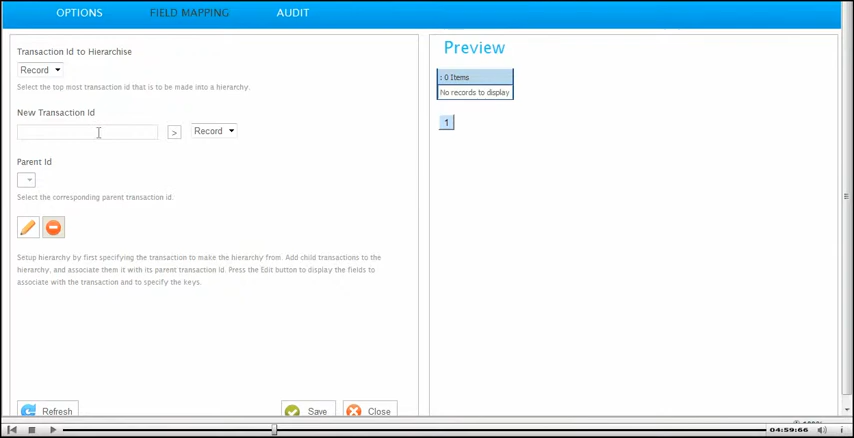 OPTIONS FIELD MAPPING AUDIT
Transaction Id to Hierarchise
Record
Select the top most transaction id that is to be made into a hierarchy.
New Transaction Id
> Record
Parent Id
Select the corresponding parent transaction id.
Setup hierarchy by first specifying the transaction to make the hierarchy from. Add child transactions to the
hierarchy, and associate them it with its parent transaction id. Press the Edit button to display the fields to
associate with the transaction and to specify the keys.
Refresh Save Close
Preview
: 0 Items
No records to display
1
04:59:66